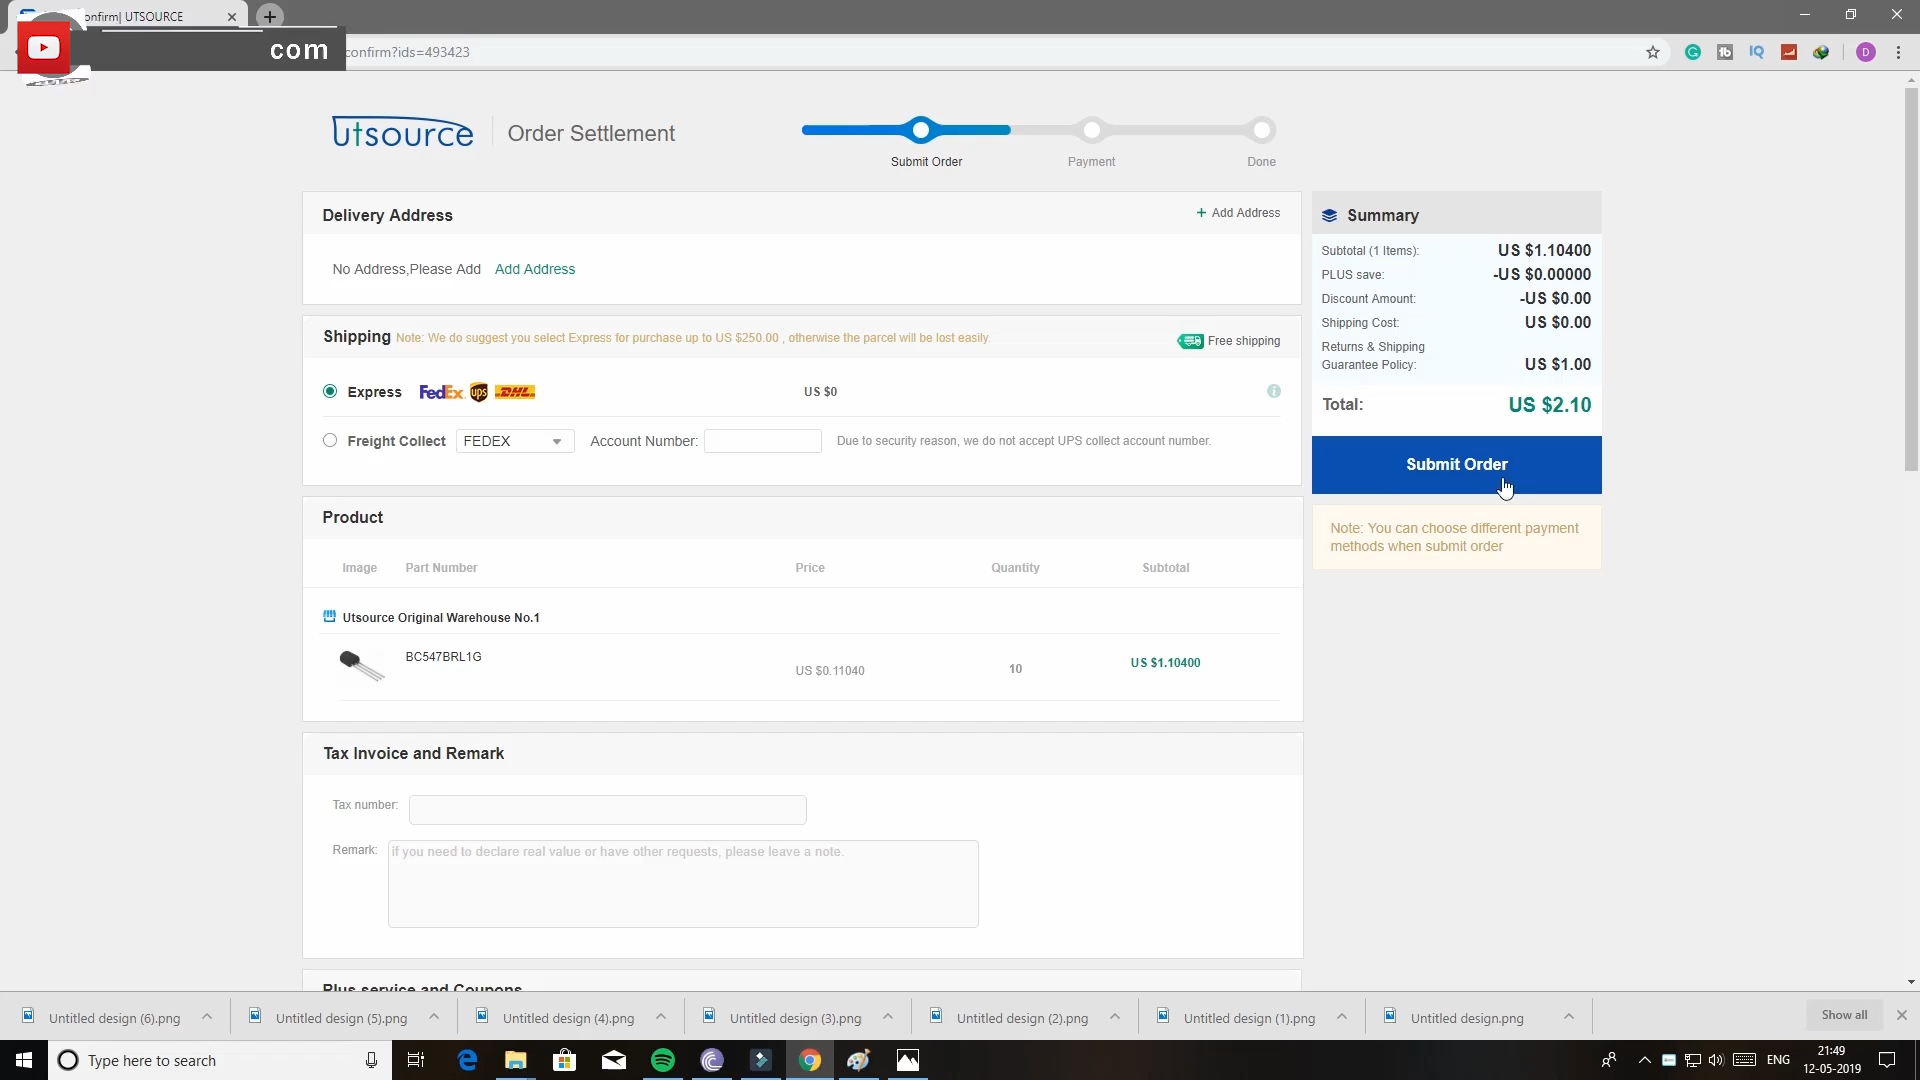 onfirm| UTSOURCE
com
confirm?ids=493423
utsource
Order Settlement
Submit Order
Payment
Done
Delivery Address
+ Add Address
No Address,Please Add Add Address
Shipping Note: We do suggest you select Express for purchase up to US $250.00 , otherwise the parcel will be lost easily.
Free shipping
Express FedEx ups DHL US $0
Freight Collect FEDEX Account Number: Due to security reason, we do not accept UPS collect account number.
Product
Image Part Number Price Quantity Subtotal
Utsource Original Warehouse No.1
BC547BRL1G US $0.11040 10 US $1.10400
Tax Invoice and Remark
Tax number:
Remark: if you need to declare real value or have other requests, please leave a note.
Plus service and Coupons
Summary
Subtotal (1 Items): US $1.10400
PLUS save: -US $0.00000
Discount Amount: -US $0.00
Shipping Cost: US $0.00
Returns & Shipping
Guarantee Policy: US $1.00
Total: US $2.10
Submit Order
Note: You can choose different payment
methods when submit order
Untitled design (6).png
Untitled design (5).png
Untitled design (4).png
Untitled design (3).png
Untitled design (2).png
Untitled design (1).png
Untitled design.png
Show all
Type here to search
ENG
21:49
12-05-2019